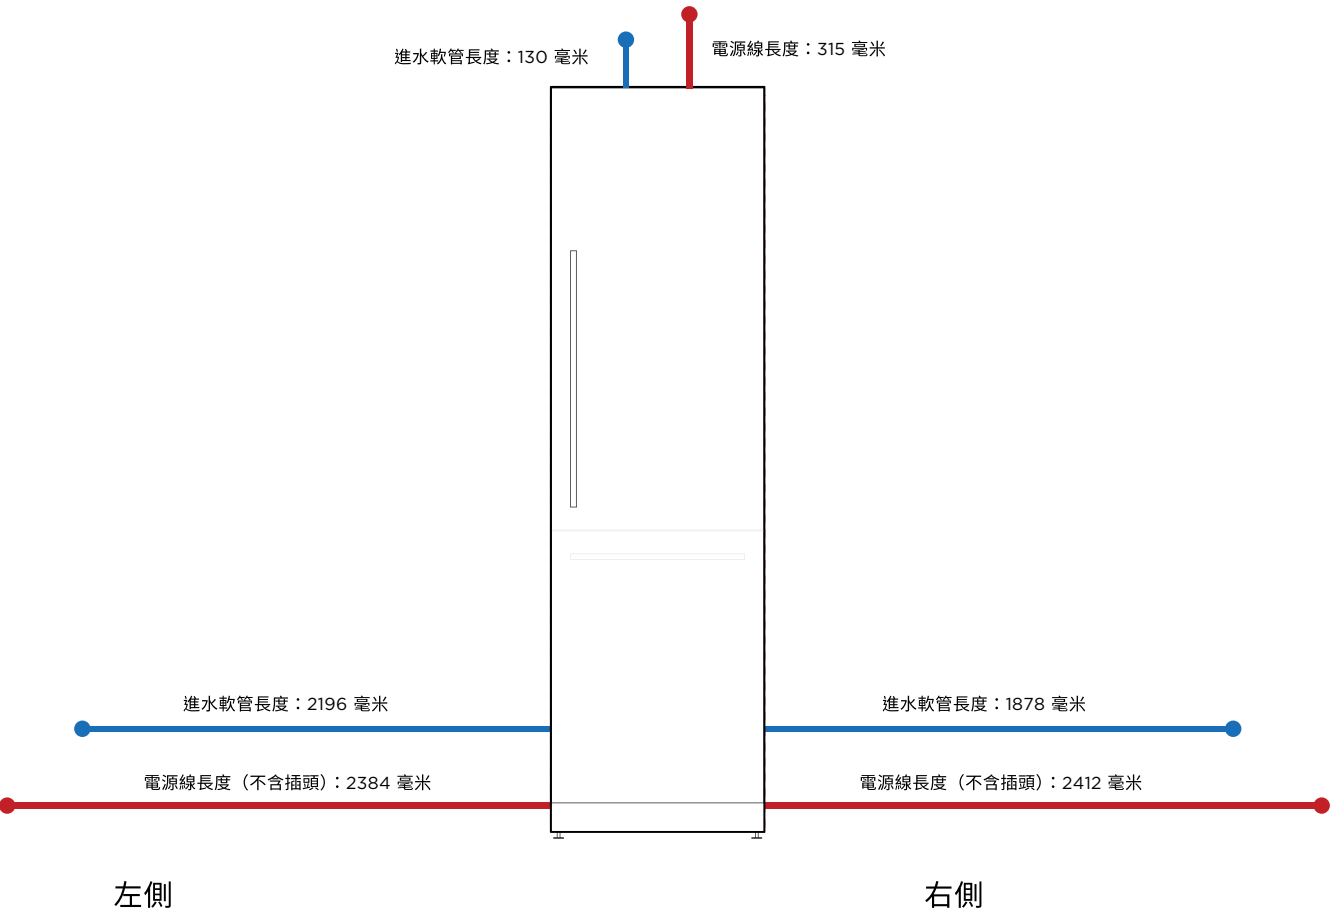 進水軟管長度：130 毫米
電源線長度：315 毫米
進水軟管長度：2196 毫米
進水軟管長度：1878 毫米
電源線長度（不含插頭）：2384 毫米
電源線長度（不含插頭）：2412 毫米
左側
右側